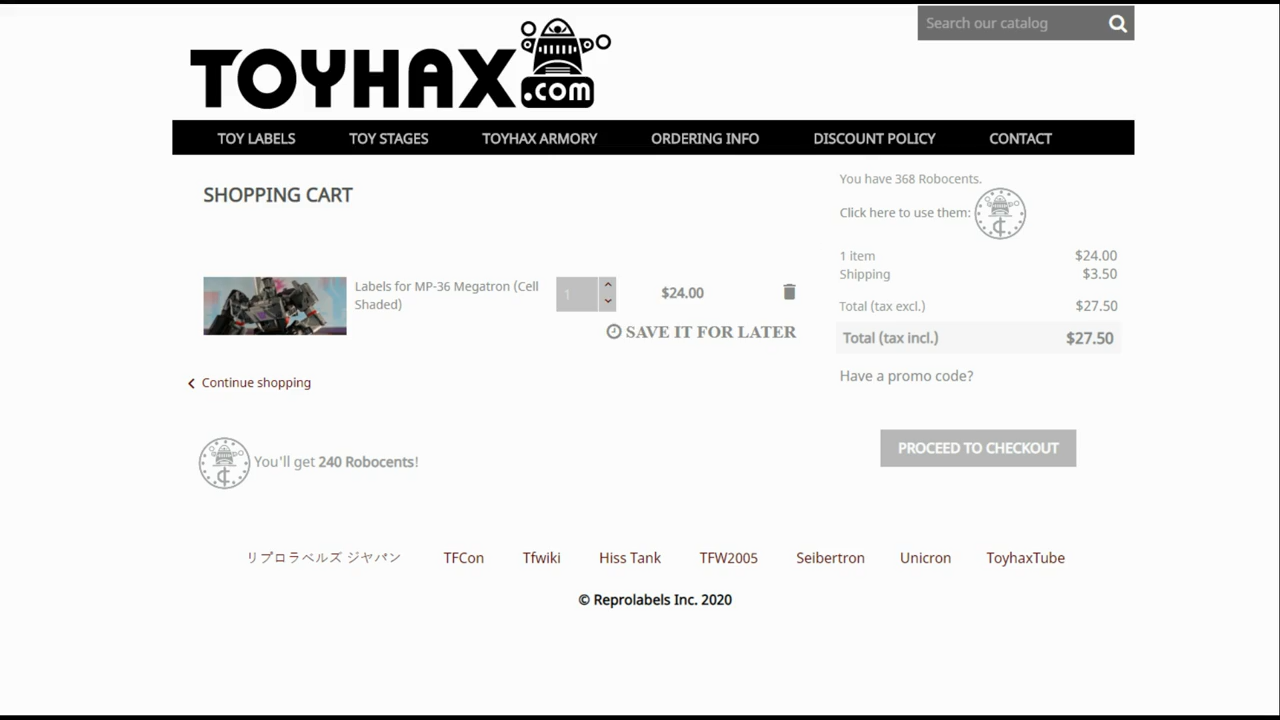 Search our catalog
TOYHAX
.com
TOY LABELS TOY STAGES TOYHAX ARMORY ORDERING INFO DISCOUNT POLICY CONTACT
SHOPPING CART
You have 368 Robocents.
Click here to use them:
1 item $24.00
Shipping $3.50
Total (tax excl.) $27.50
Total (tax incl.) $27.50
Have a promo code?
PROCEED TO CHECKOUT
Labels for MP-36 Megatron (Cell
Shaded)
1
$24.00
SAVE IT FOR LATER
Continue shopping
You'll get 240 Robocents!
リプロラベルズ ジヤパン TFCon Tfwiki Hiss Tank TFW2005 Seibertron Unicron ToyhaxTube
© Reprolabels Inc. 2020